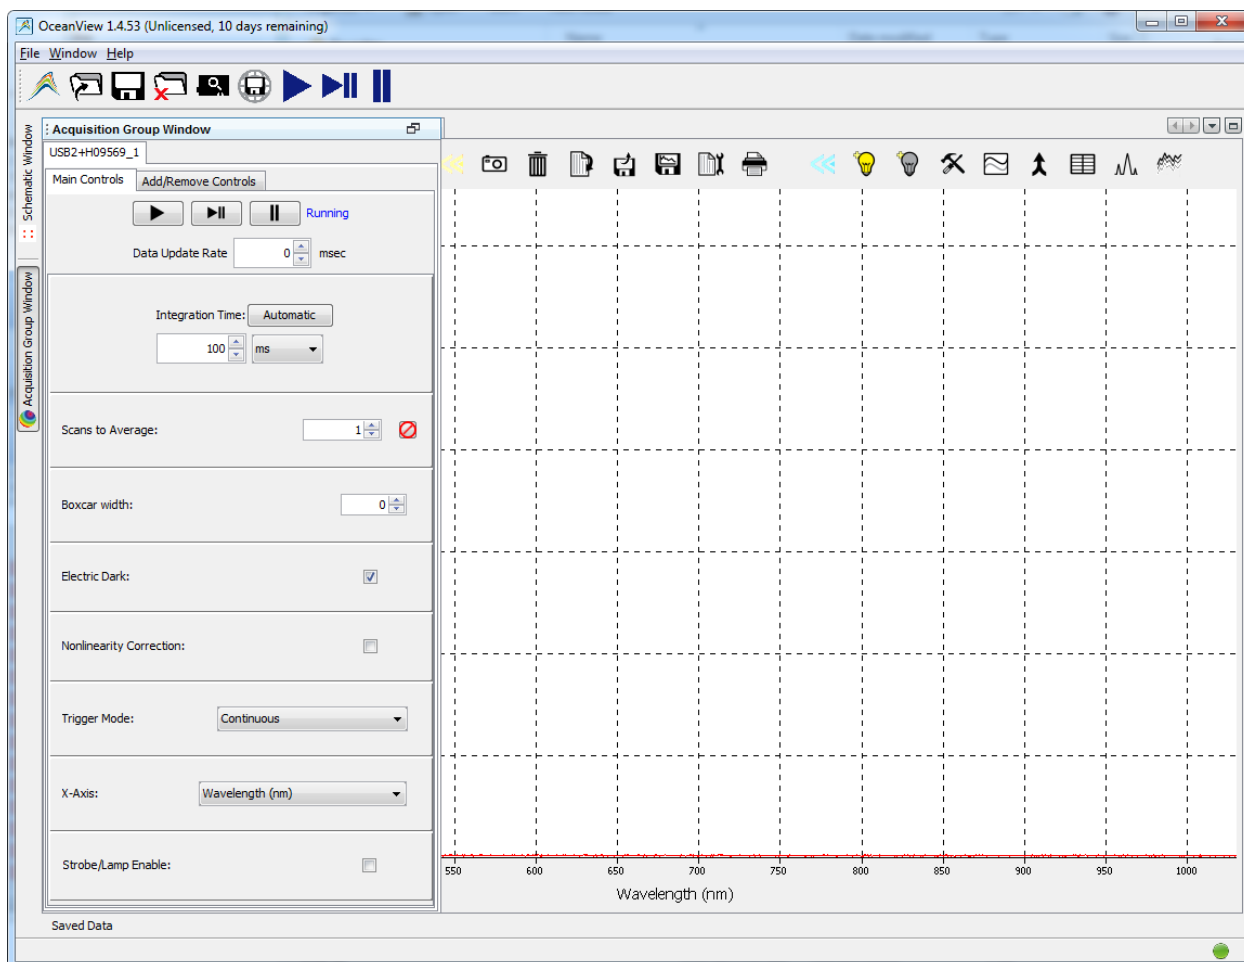 OceanView 1.4.53 (Unlicensed, 10 days remaining)
File Window Help
Schematic Window
Acquisition Group Window
Acquisition Group Window
USB2+H09569_1
Main Controls Add/Remove Controls
Running
Data Update Rate 0 msec
Integration Time: Automatic
100 ms
Scans to Average: 1
Boxcar width: 0
Electric Dark:
Nonlinearity Correction:
Trigger Mode: Continuous
X-Axis: Wavelength (nm)
Strobe/Lamp Enable:
550 600 650 700 750 800 850 900 950 1000
Wavelength (nm)
Saved Data